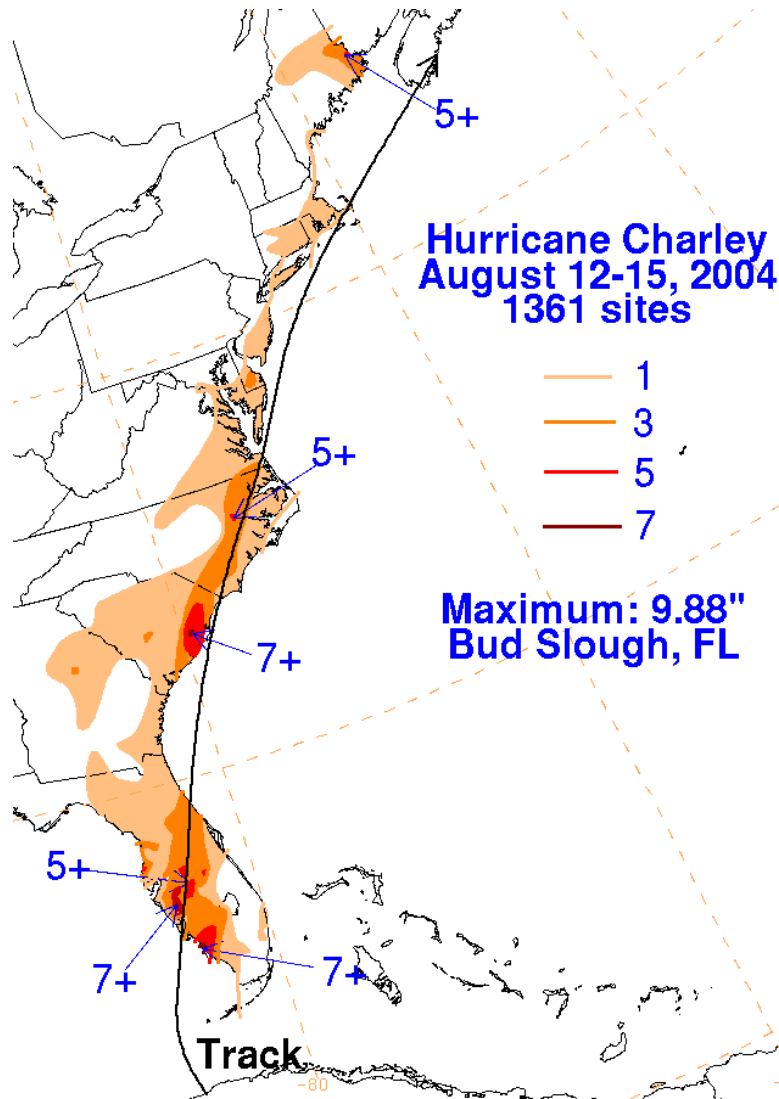 5+
Hurricane Charley
August 12-15, 2004
1361 sites
1
3
5+
5
7
Maximum: 9.88"
Bud Slough, FL
7+
5+
7+
7+
Track
-80